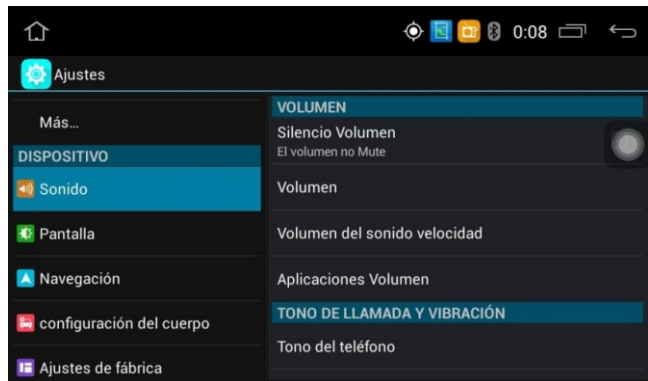 0:08
Ajustes
Más...
DISPOSITIVO
Sonido
Pantalla
Navegación
configuración del cuerpo
Ajustes de fábrica
VOLUMEN
Silencio Volumen
El volumen no Mute
Volumen
Volumen del sonido velocidad
Aplicaciones Volumen
TONO DE LLAMADA Y VIBRACIÓN
Tono del teléfono